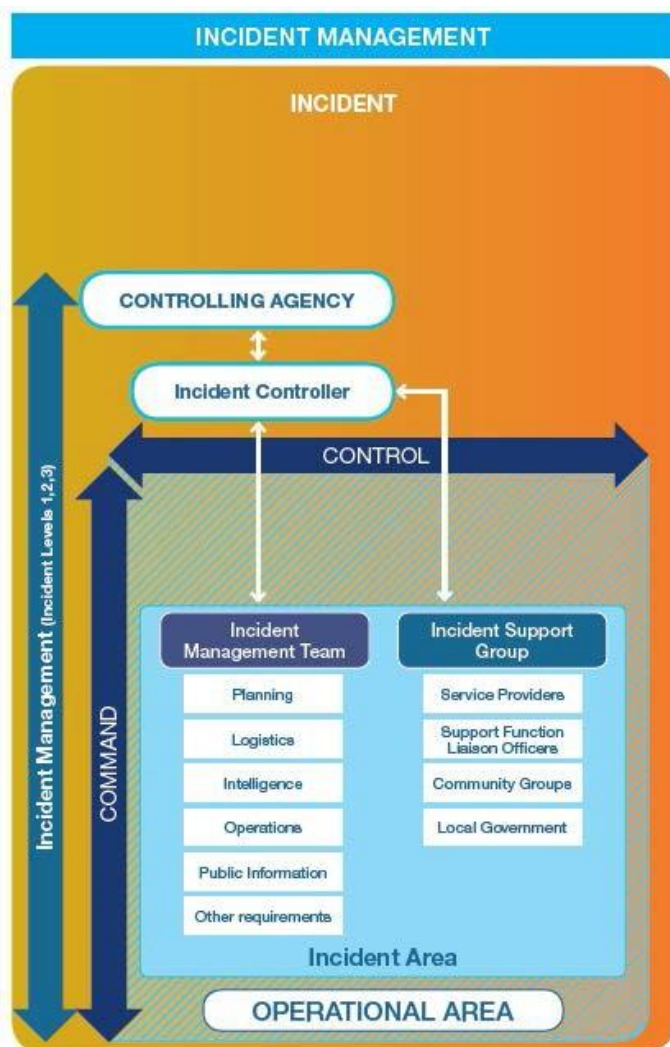 INCIDENT MANAGEMENT
INCIDENT
CONTROLLING AGENCY
Incident Controller
CONTROL
Incident Management (Incident Levels 1,2,3)
COMMAND
Incident
Management Team
Planning
Logistics
Intelligence
Operations
Public Information
Other requirements
Incident Support
Group
Service Providers
Support Function
Liaison Officers
Community Groups
Local Government
Incident Area
OPERATIONAL AREA